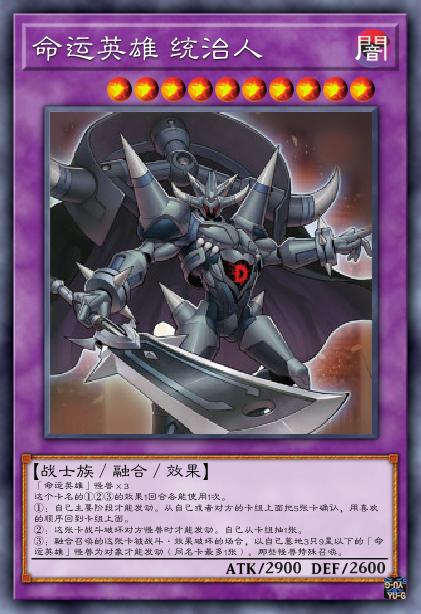 命运英雄 统治人
闇
D
【战士族／融合／效果】
「命运英雄」怪兽×3
这个卡名的①②③的效果1回合各能使用1次。
①：自己主要阶段才能发动。从自己或者对方的卡组上面把5张卡确认，用喜欢
的顺序回到卡组上面。
②：这张卡战斗破坏对方怪兽时才能发动。自己从卡组抽1张。
③：融合召唤的这张卡被战斗·效果破坏的场合，以自己墓地3只9星以下的「命
运英雄」怪兽为对象才能发动（同名卡最多1张）。那些怪兽特殊召唤。
ATK/2900 DEF/2600